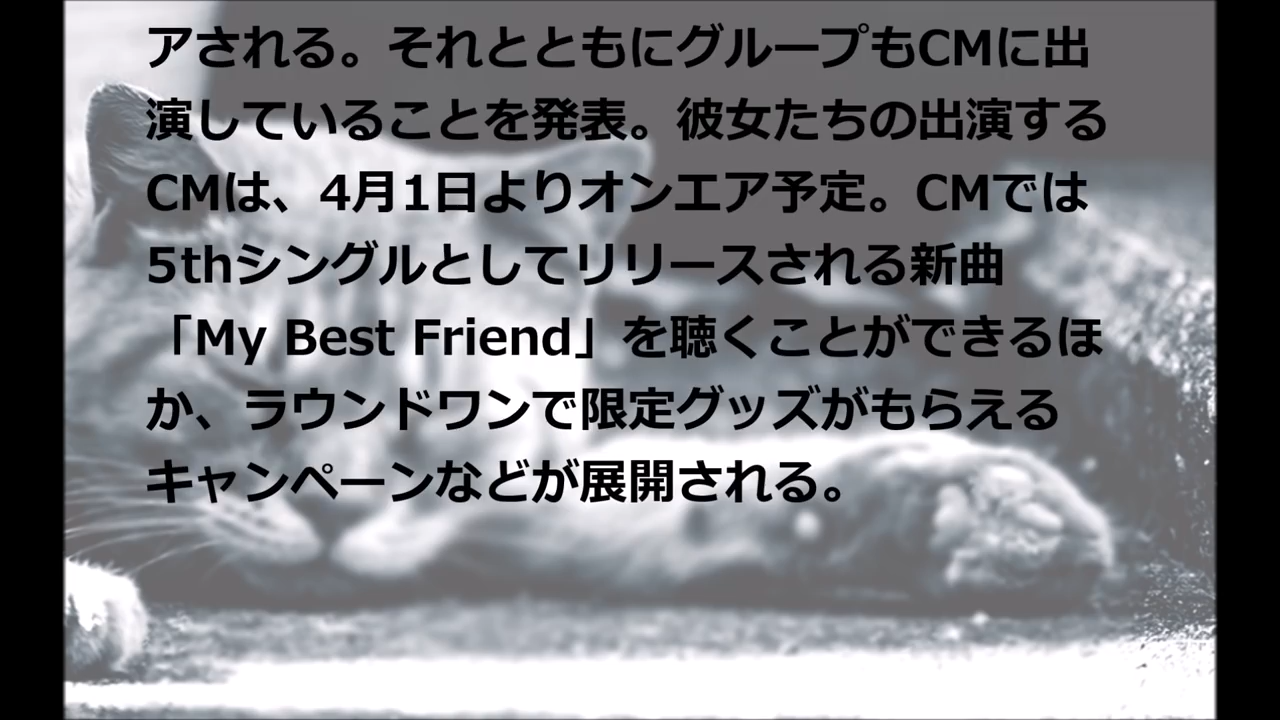 アされる。それとともにグループもCMに出
演していることを発表。彼女たちの出演する
CMは、4月1日よりオンエア予定。CMでは
5thシングルとしてリリースされる新曲
「My Best Friend」を聴くことができるほ
か、ラウンドワンで限定グッズがもらえる
キャンペーンなどが展開される。